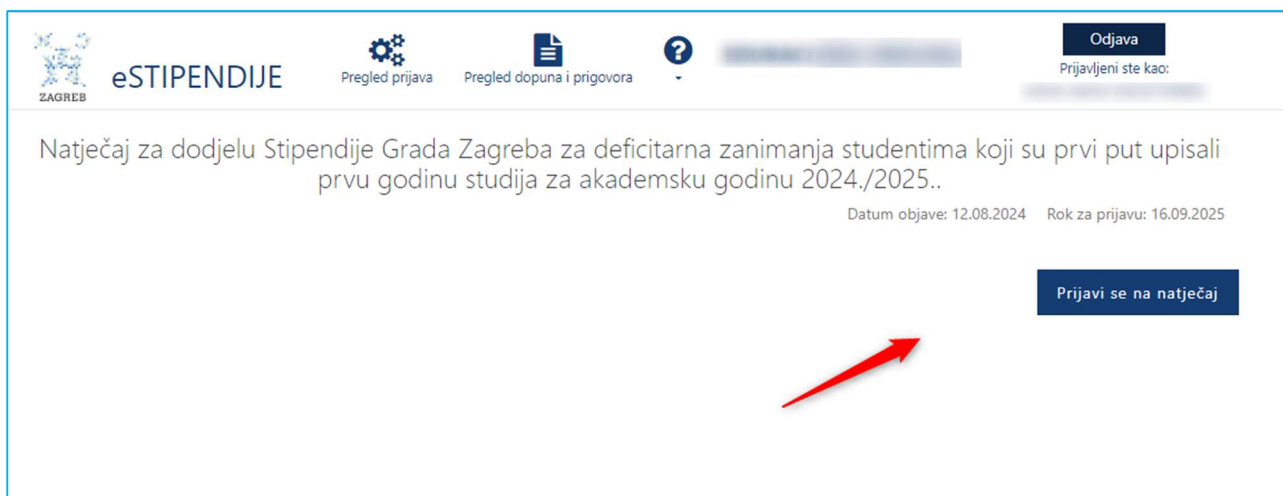 ZAGREB
eSTIPENDIJE
Pregled prijava
Pregled dopuna i prigovora
Odjava
Prijavljeni ste kao:
Natječaj za dodjelu Stipendije Grada Zagreba za deficitarna zanimanja studentima koji su prvi put upisali
prvu godinu studija za akademsku godinu 2024./2025..
Datum objave: 12.08.2024 Rok za prijavu: 16.09.2025
Prijavi se na natječaj